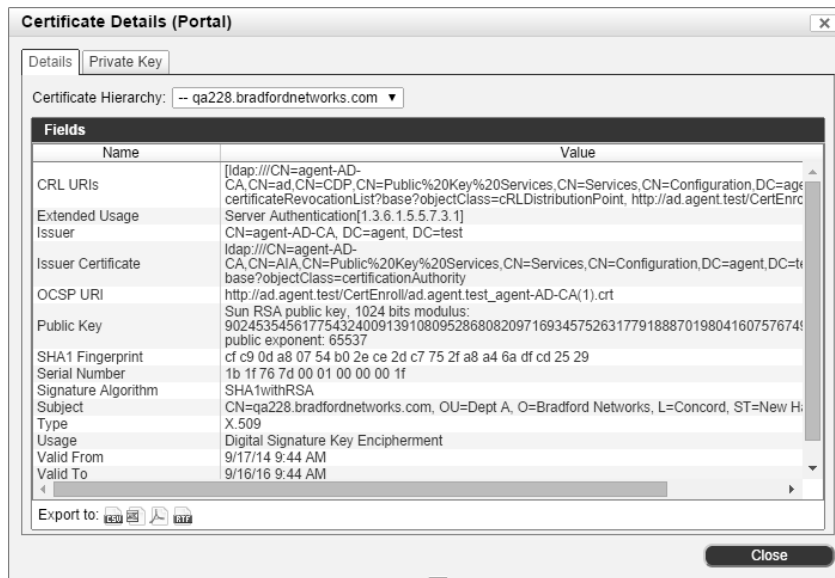 Certificate Details (Portal)
Details Private Key
Certificate Hierarchy: -- qa228.bradfordnetworks.com
Fields
Name Value
CRL URIs [ldap:///CN=agent-AD-
CA,CN=ad,CN=CDP,CN=Public%20Key%20Services,CN=Services,CN=Configuration,DC=age
certificateRevocationList?base?objectClass=cRLDistributionPoint, http://ad.agent.test/CertEnro
Extended Usage Server Authentication[1.3.6.1.5.5.7.3.1]
Issuer CN=agent-AD-CA, DC=agent, DC=test
Issuer Certificate ldap:///CN=agent-AD-
CA,CN=AIA,CN=Public%20Key%20Services,CN=Services,CN=Configuration,DC=agent,DC=te
base?objectClass=certificationAuthority
OCSP URI http://ad.agent.test/CertEnroll/ad.agent.test_agent-AD-CA(1).crt
Public Key Sun RSA public key, 1024 bits modulus:
9024535456177543240091391080952868082097169345752631779188870198041607576749
public exponent: 65537
SHA1 Fingerprint cf c9 0d a8 07 54 b0 2e ce 2d c7 75 2f a8 a4 6a df cd 25 29
Serial Number 1b 1f 76 7d 00 01 00 00 00 1f
Signature Algorithm SHA1withRSA
Subject CN=qa228.bradfordnetworks.com, OU=Dept A, O=Bradford Networks, L=Concord, ST=New Ha
Type X.509
Usage Digital Signature Key Encipherment
Valid From 9/17/14 9:44 AM
Valid To 9/16/16 9:44 AM
Export to: CSV RTF
Close